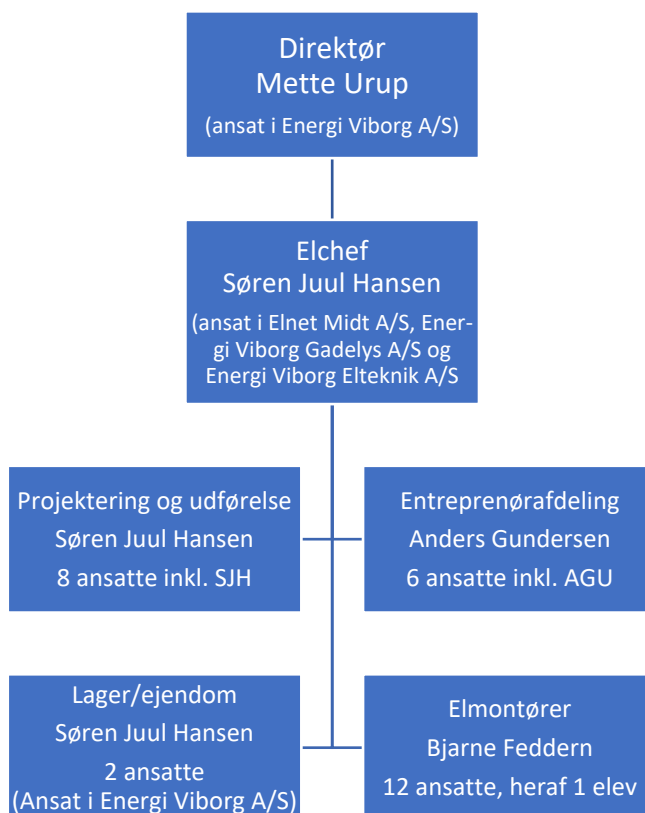 Direktør
Mette Urup
(ansat i Energi Viborg A/S)
Elchef
Søren Juul Hansen
(ansat i Elnet Midt A/S, Ener-
gi Viborg Gadelys A/S og
Energi Viborg Elteknik A/S
Projektering og udførelse
Søren Juul Hansen
8 ansatte inkl. SJH
Entreprenørafdeling
Anders Gundersen
6 ansatte inkl. AGU
Lager/ejendom
Søren Juul Hansen
2 ansatte
(Ansat i Energi Viborg A/S)
Elmontører
Bjarne Feddern
12 ansatte, heraf 1 elev